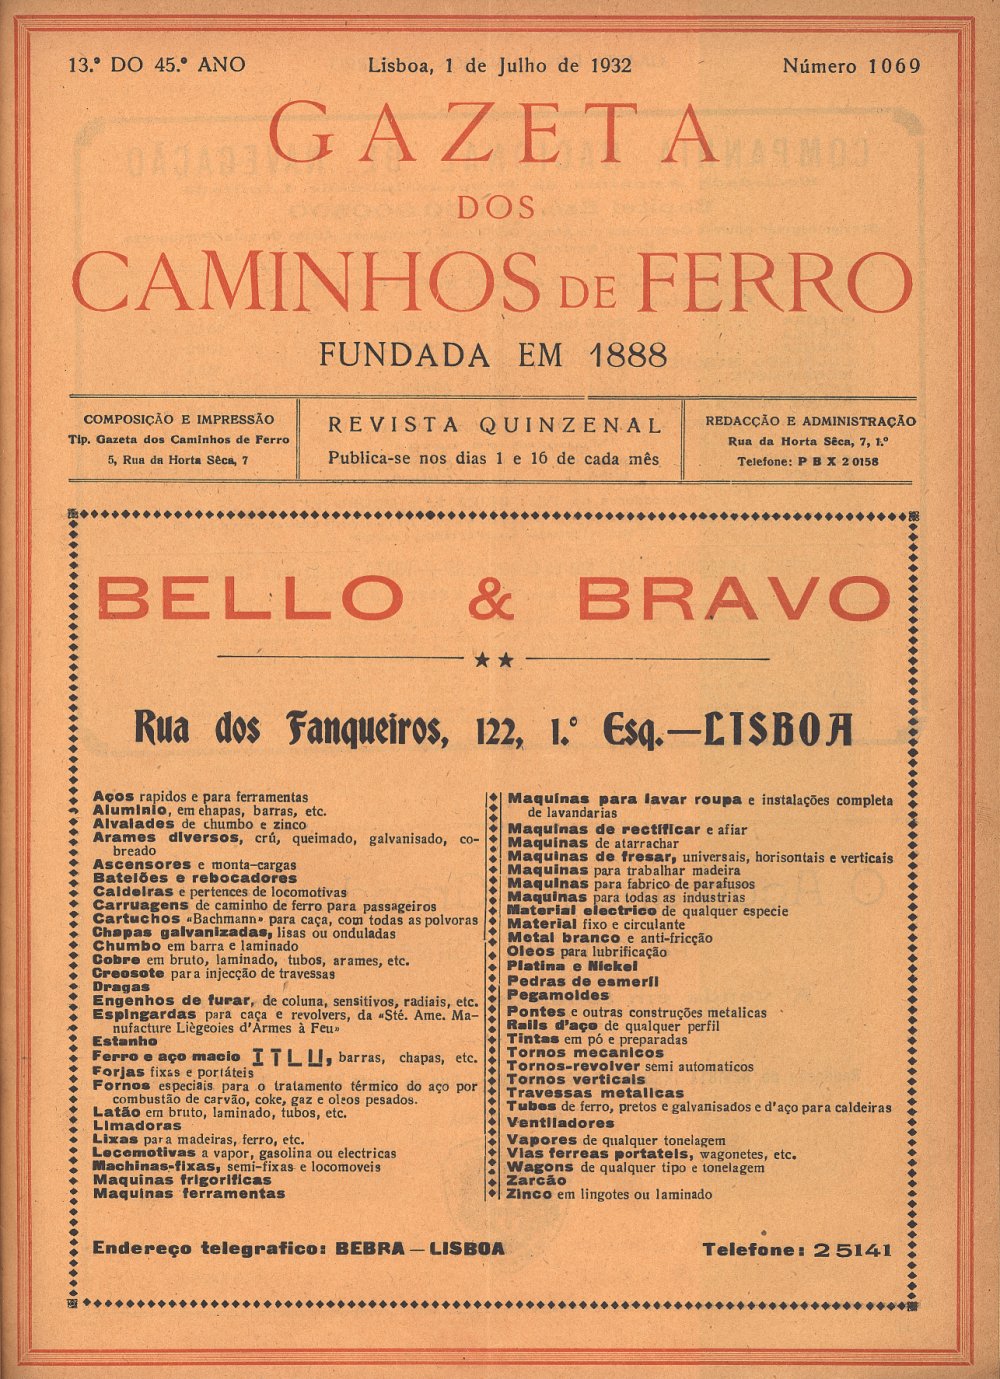 13.º DO 45.º ANO
Lisboa, 1 de Julho de 1932
Número 1069
GAZETA
DOS
CAMINHOS DE FERRO
FUNDADA EM 1888
COMPOSIÇÃO E IMPRESSÃO
Tip. Gazeta dos Caminhos de Ferro
5, Rua da Horta Sêca, 7
REVISTA QUINZENAL
Publica-se nos dias 1 e 16 de cada mês
REDACÇÃO E ADMINISTRAÇÃO
Rua da Horta Sêca, 7, 1.º
Telefone: P B X 2 0158
BELLO & BRAVO
Rua dos Fanqueiros, 122, 1.º Esq.—LISBOA
Aços rapidos e para ferramentas
Aluminio, em chapas, barras, etc.
Alvaiades de chumbo e zinco
Arames diversos, crú, queimado, galvanisado, co-
breado
Ascensores e monta-cargas
Batelões e rebocadores
Caldeiras e pertences de locomotivas
Carruagens de caminho de ferro para passageiros
Cartuchos «Bachmann» para caça, com todas as polvoras
Chapas galvanizadas, lisas ou onduladas
Chumbo em barra e laminado
Cobre em bruto, laminado, tubos, arames, etc.
Creosote para injecção de travessas
Dragas
Engenhos de furar, de coluna, sensitivos, radiais, etc.
Espingardas para caça e revolvers, da «Sté. Ame. Ma-
nufacture Liègeoies d'Armes à Feu»
Estanho
Ferro e aço macio I T L U, barras, chapas, etc.
Forjas fixas e portáteis
Fornos especiais para o tratamento térmico do aço por
combustão de carvão, coke, gaz e oleos pesados.
Latão em bruto, laminado, tubos, etc.
Limadoras
Lixas para madeiras, ferro, etc.
Locomotivas a vapor, gasolina ou electricas
Machinas-fixas, semi-fixas e locomoveis
Maquinas frigorificas
Maquinas ferramentas
Maquinas para lavar roupa e instalações completa
de lavandarias
Maquinas de rectificar e afiar
Maquinas de atarrachar
Maquinas de fresar, universais, horisontais e verticais
Maquinas para trabalhar madeira
Maquinas para fabrico de parafusos
Maquinas para todas as industrias
Material electrico de qualquer especie
Material fixo e circulante
Metal branco e anti-fricção
Oleos para lubrificação
Platina e Nickel
Pedras de esmeril
Pegamoides
Pontes e outras construções metalicas
Rails d'aço de qualquer perfil
Tintas em pó e preparadas
Tornos mecanicos
Tornos-revolver semi automaticos
Tornos verticais
Travessas metalicas
Tubes de ferro, pretos e galvanisados e d'aço para caldeiras
Ventiladores
Vapores de qualquer tonelagem
Vias ferreas portateis, wagonetes, etc.
Wagons de qualquer tipo e tonelagem
Zarcão
Zinco em lingotes ou laminado
Endereço telegrafico: BEBRA — LISBOA
Telefone: 2 5141